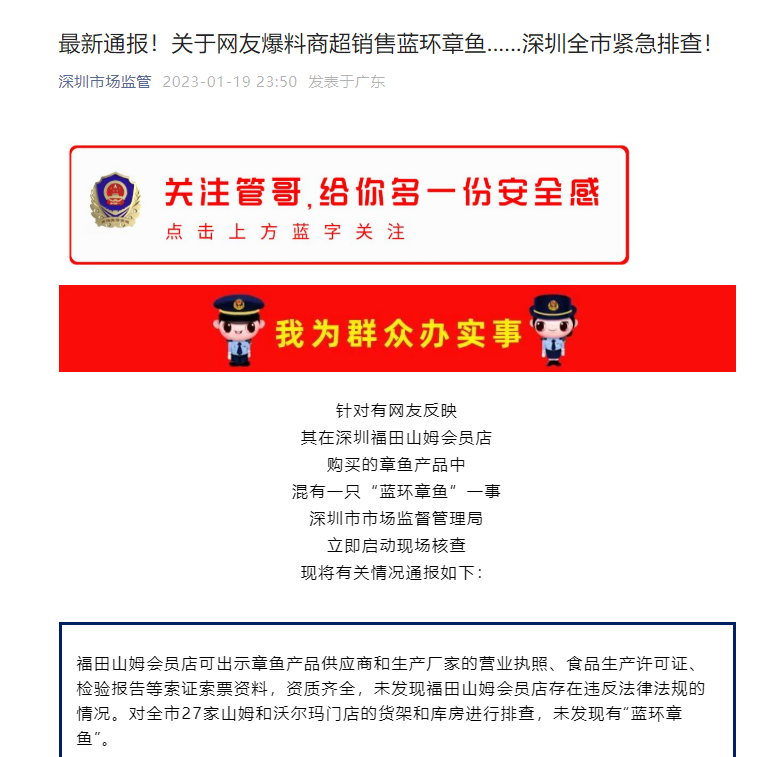 最新通报！关于网友爆料商超销售蓝环章鱼……深圳全市紧急排查！
深圳市场监管 2023-01-19 23:50 发表于广东
关注管哥,给你多一份安全感
点击上方蓝字关注
我为群众办实事
针对有网友反映
其在深圳福田山姆会员店
购买的章鱼产品中
混有一只“蓝环章鱼”一事
深圳市市场监督管理局
立即启动现场核查
现将有关情况通报如下：
福田山姆会员店可出示章鱼产品供应商和生产厂家的营业执照、食品生产许可证、
检验报告等索证索票资料，资质齐全，未发现福田山姆会员店存在违反法律法规的
情况。对全市27家山姆和沃尔玛门店的货架和库房进行排查，未发现有“蓝环章
鱼”。